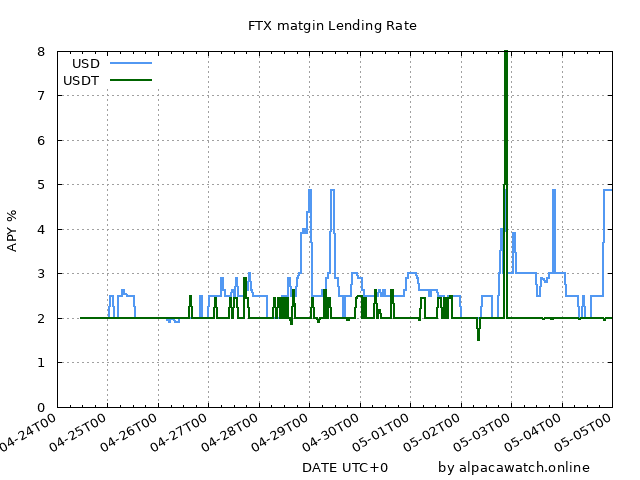 FTX matgin Lending Rate
USD
USDT
8
7
6
5
4
3
2
1
0
APY %
04-24T00
04-25T00
04-26T00
04-27T00
04-28T00
04-29T00
04-30T00
05-01T00
05-02T00
05-03T00
05-04T00
05-05T00
DATE UTC+0
by alpacawatch.online